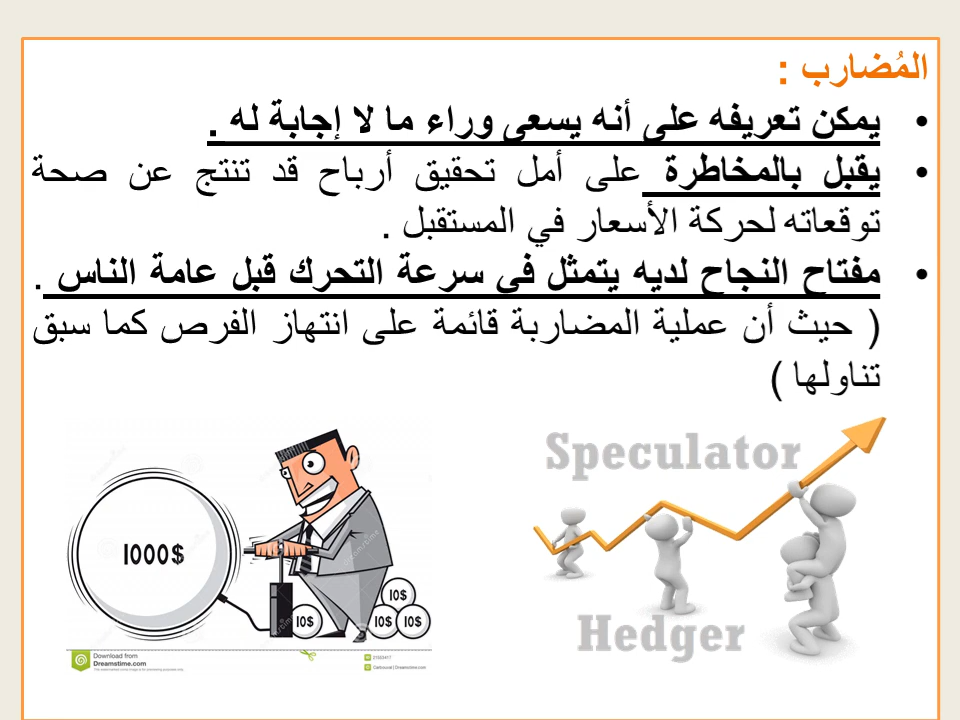 المُضارب :
• يمكن تعريفه على أنه يسعى وراء ما لا إجابة له .
• يقبل بالمخاطرة على أمل تحقيق أرباح قد تنتج عن صحة
توقعاته لحركة الأسعار في المستقبل .
• مفتاح النجاح لديه يتمثل في سرعة التحرك قبل عامة الناس .
( حيث أن عملية المضاربة قائمة على انتهاز الفرص كما سبق
تناولها )
Speculator
Hedger
1000$
10$
10$
10$
10$
Download from
Dreamstime.com